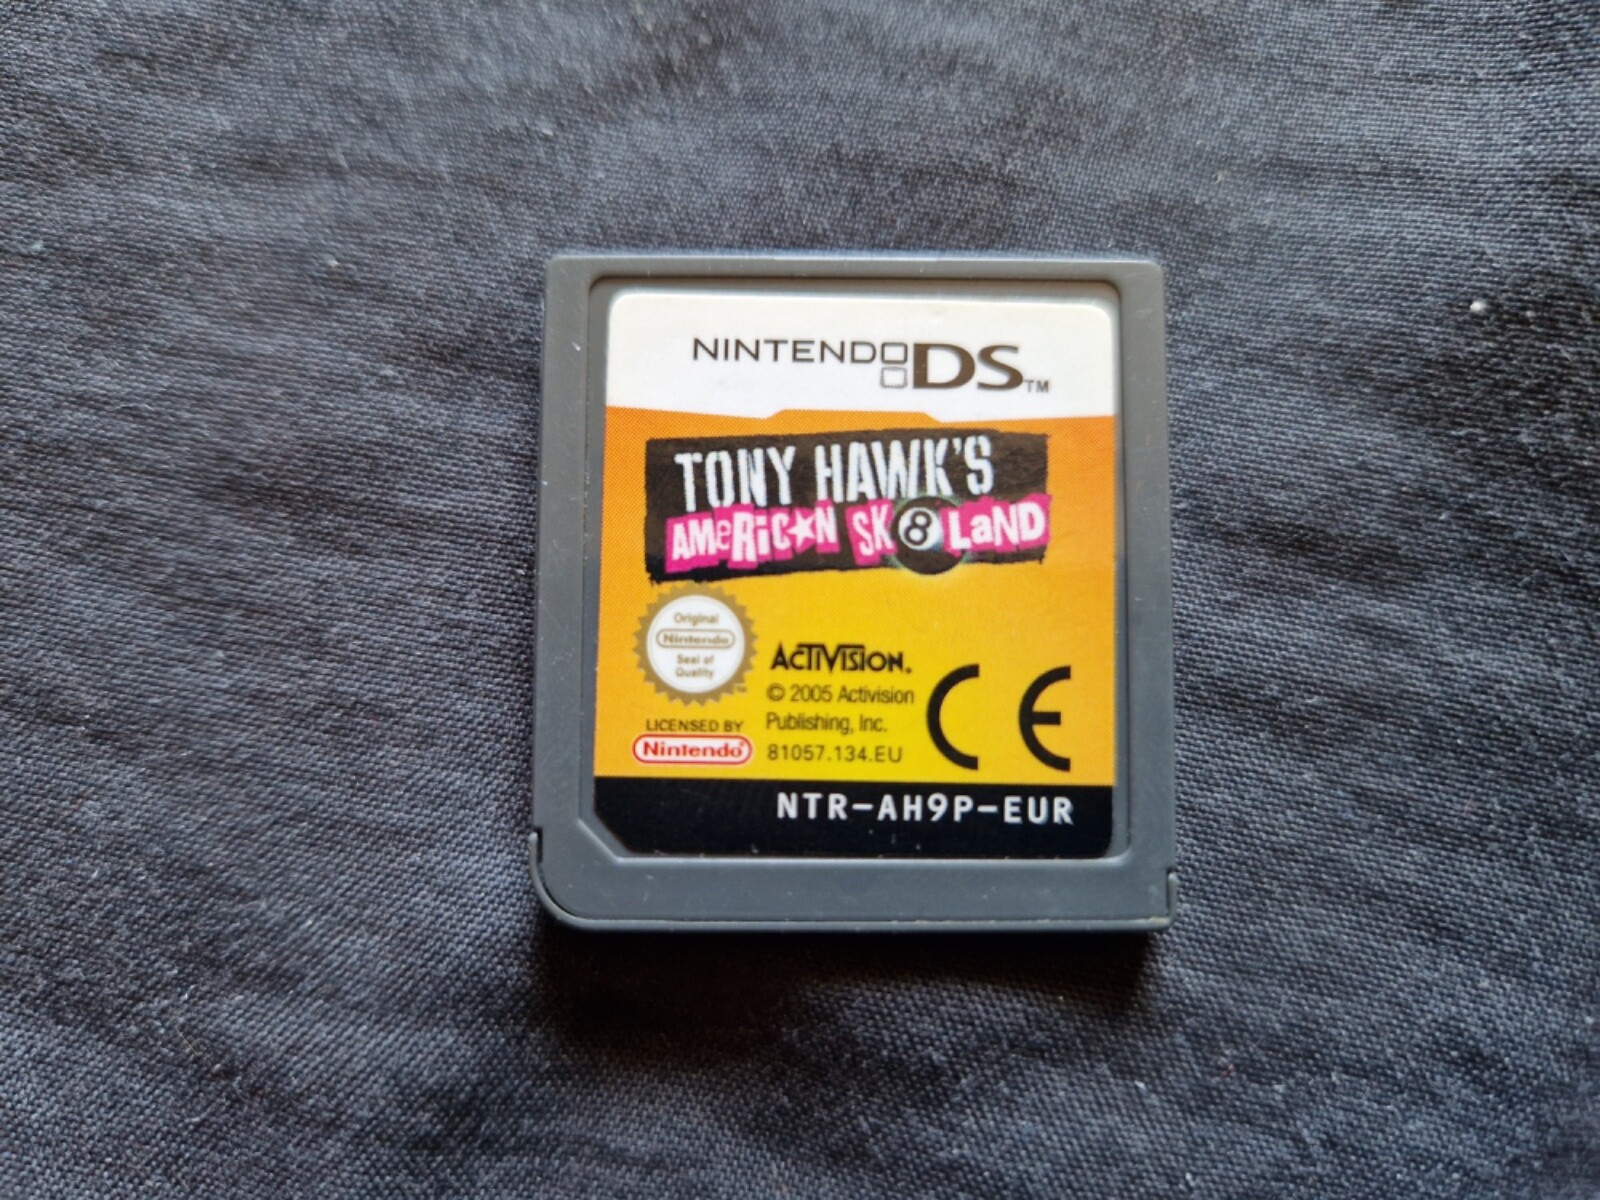 NINTENDO DS™
TONY HAWK'S
AMeRiC★N SK8LaND
Original
Nintendo
Seal of
Quality
LICENSED BY
Nintendo®
ACTIVISION.
© 2005 Activision
Publishing, Inc.
81057.134.EU
CE
NTR-AH9P-EUR